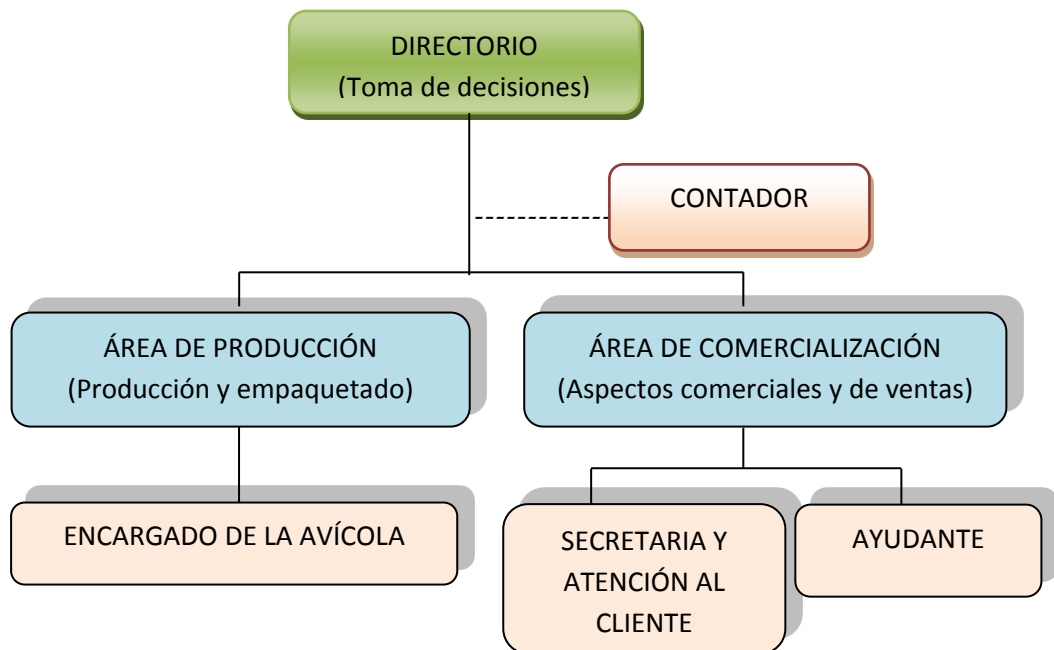 DIRECTORIO
(Toma de decisiones)
CONTADOR
ÁREA DE PRODUCCIÓN
(Producción y empaquetado)
ÁREA DE COMERCIALIZACIÓN
(Aspectos comerciales y de ventas)
ENCARGADO DE LA AVÍCOLA
SECRETARIA Y
ATENCIÓN AL
CLIENTE
AYUDANTE